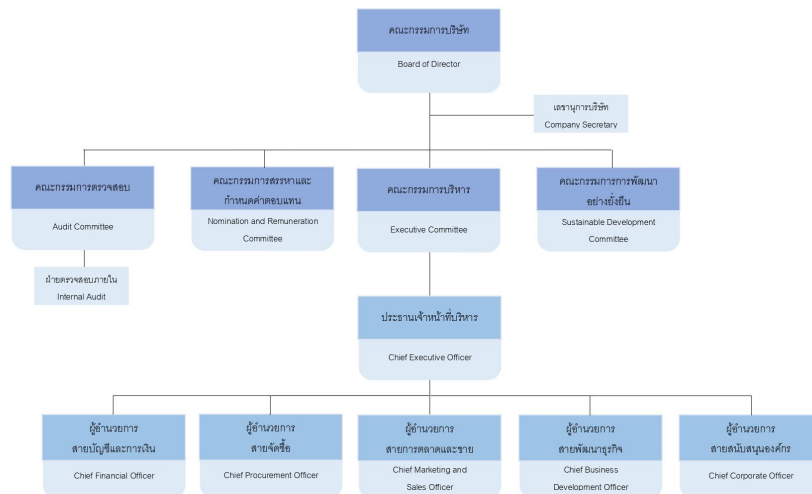 คณะกรรมการบริษัท
Board of Director
เลขานุการบริษัท
Company Secretary
คณะกรรมการตรวจสอบ
Audit Committee
คณะกรรมการสรรหาและ
กำหนดค่าตอบแทน
Nomination and Remuneration
Committee
คณะกรรมการบริหาร
Executive Committee
คณะกรรมการการพัฒนา
อย่างยั่งยืน
Sustainable Development
Committee
ฝ่ายตรวจสอบภายใน
Internal Audit
ประธานเจ้าหน้าที่บริหาร
Chief Executive Officer
ผู้อำนวยการ
สายบัญชีและการเงิน
Chief Financial Officer
ผู้อำนวยการ
สายจัดซื้อ
Chief Procurement Officer
ผู้อำนวยการ
สายการตลาดและขาย
Chief Marketing and
Sales Officer
ผู้อำนวยการ
สายพัฒนาธุรกิจ
Chief Business
Development Officer
ผู้อำนวยการ
สายสนับสนุนองค์กร
Chief Corporate Officer